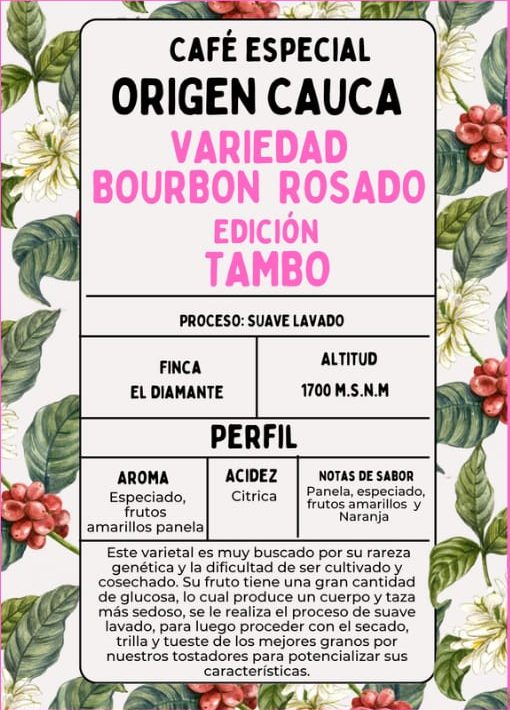 CAFÉ ESPECIAL
ORIGEN CAUCA
VARIEDAD
BOURBON ROSADO
EDICIÓN
TAMBO
PROCESO: SUAVE LAVADO
FINCA
EL DIAMANTE
ALTITUD
1700 M.S.N.M
PERFIL
AROMA
Especiado,
frutos
amarillos panela
ACIDEZ
Citrica
NOTAS DE SABOR
Panela, especiado,
frutos amarillos y
Naranja
Este varietal es muy buscado por su rareza
genética y la dificultad de ser cultivado y
cosechado. Su fruto tiene una gran cantidad
de glucosa, lo cual produce un cuerpo y taza
más sedoso, se le realiza el proceso de suave
lavado, para luego proceder con el secado,
trilla y tueste de los mejores granos por
nuestros tostadores para potencializar sus
características.